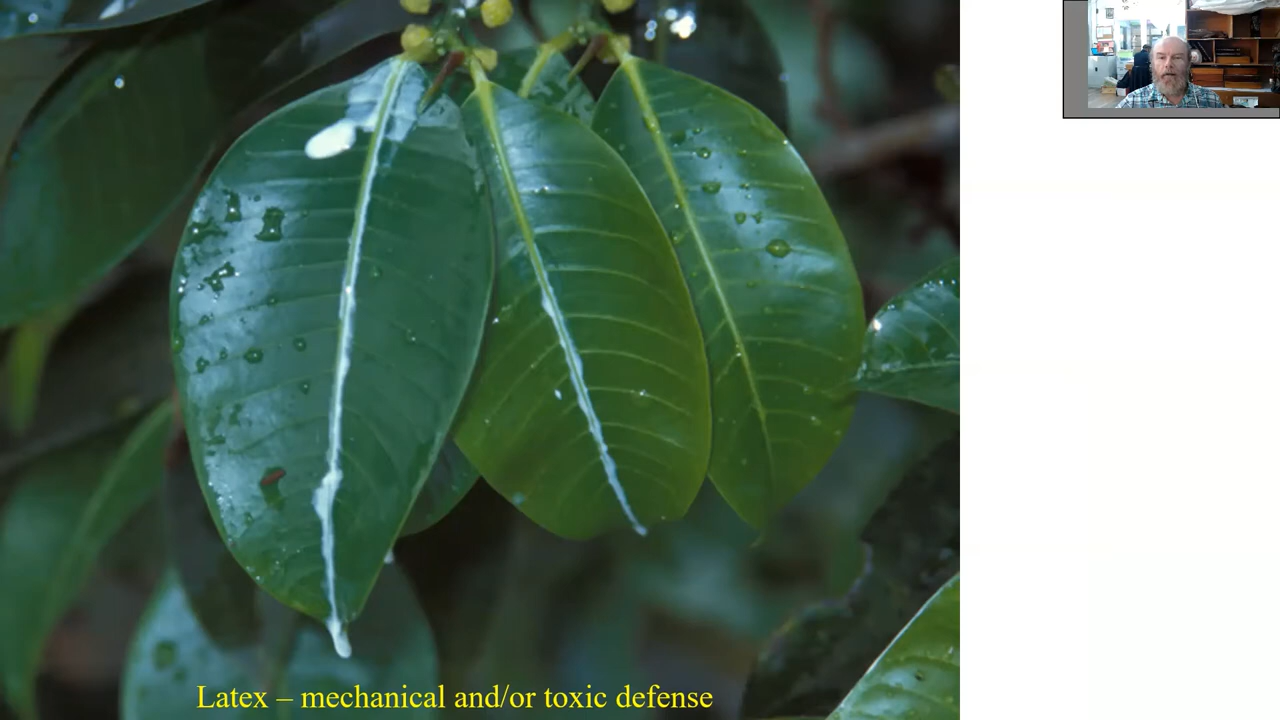 Latex – mechanical and/or toxic defense